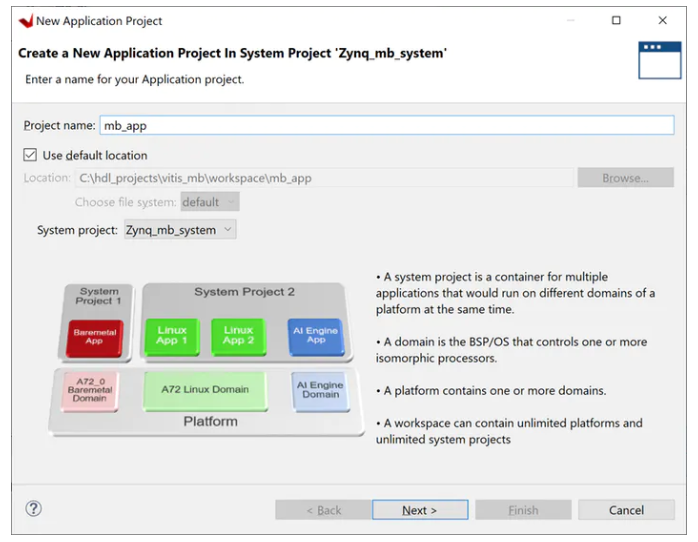 New Application Project
Create a New Application Project In System Project 'Zynq_mb_system'
Enter a name for your Application project.
Project name: mb_app
Use default location
Location: C:\hdl_projects\vitis_mb\workspace\mb_app Browse...
Choose file system: default
System project: Zynq_mb_system
System
Project 1
System Project 2
Baremetal
App
Linux
App 1
Linux
App 2
AI Engine
App
A72_0
Baremetal
Domain
A72 Linux Domain
AI Engine
Domain
Platform
• A system project is a container for multiple
applications that would run on different domains of a
platform at the same time.
• A domain is the BSP/OS that controls one or more
isomorphic processors.
• A platform contains one or more domains.
• A workspace can contain unlimited platforms and
unlimited system projects
? < Back Next > Finish Cancel